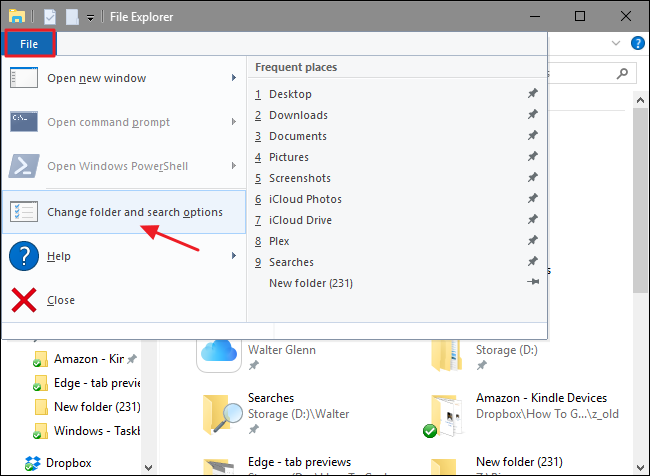 File Explorer
File
Open new window
Open command prompt
Open Windows PowerShell
Change folder and search options
Help
Close
Frequent places
1 Desktop
2 Downloads
3 Documents
4 Pictures
5 Screenshots
6 iCloud Photos
7 iCloud Drive
8 Plex
9 Searches
New folder (231)
Amazon - Kin
Edge - tab previews
New folder (231)
Windows - Taskb
Dropbox
Walter Glenn
Storage (D:)
Searches
Storage (D:)\Walter
Amazon - Kindle Devices
Dropbox\How To G...\z_old
Edge - tab previews
New folder (231)